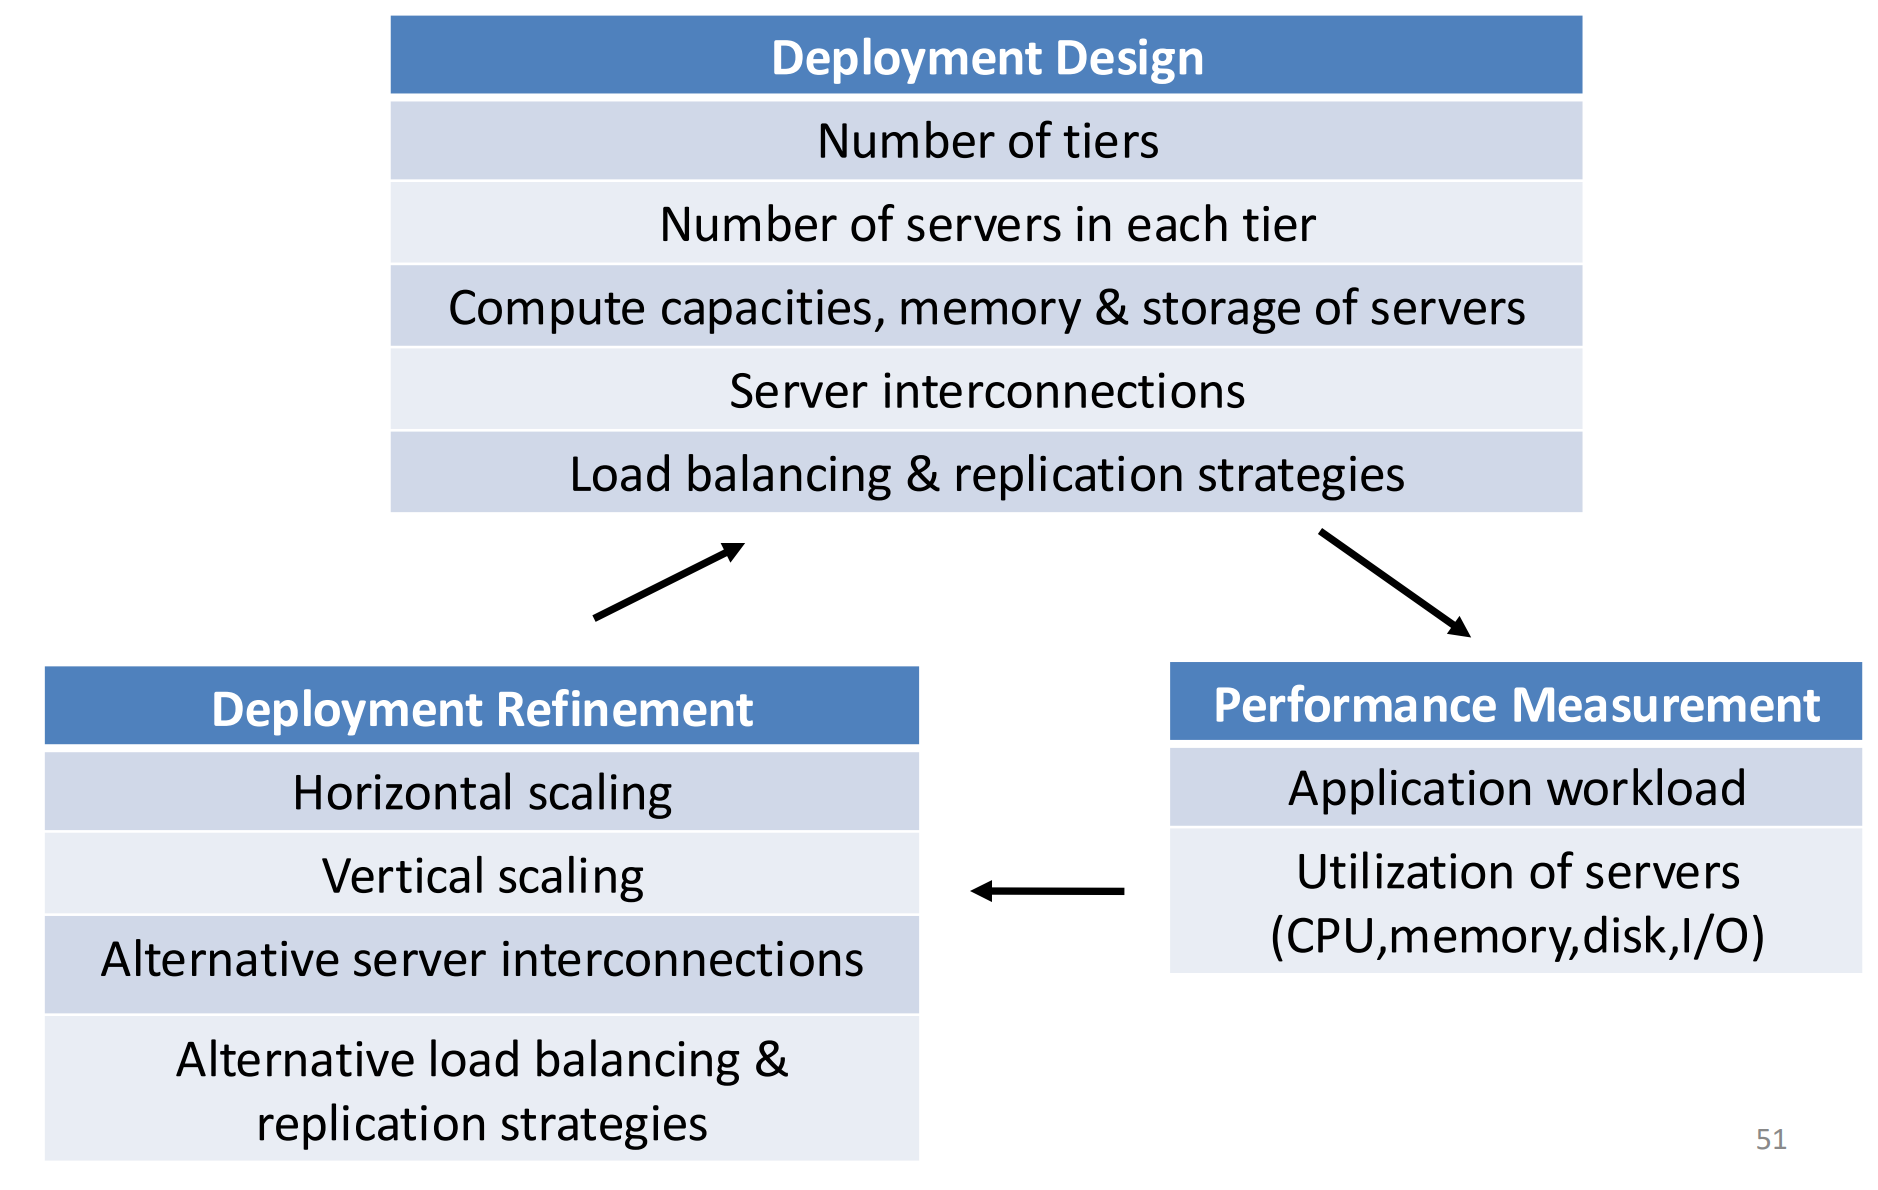 Deployment Design
Number of tiers
Number of servers in each tier
Compute capacities, memory & storage of servers
Server interconnections
Load balancing & replication strategies
Deployment Refinement
Horizontal scaling
Vertical scaling
Alternative server interconnections
Alternative load balancing &
replication strategies
Performance Measurement
Application workload
Utilization of servers
(CPU,memory,disk,I/O)
51